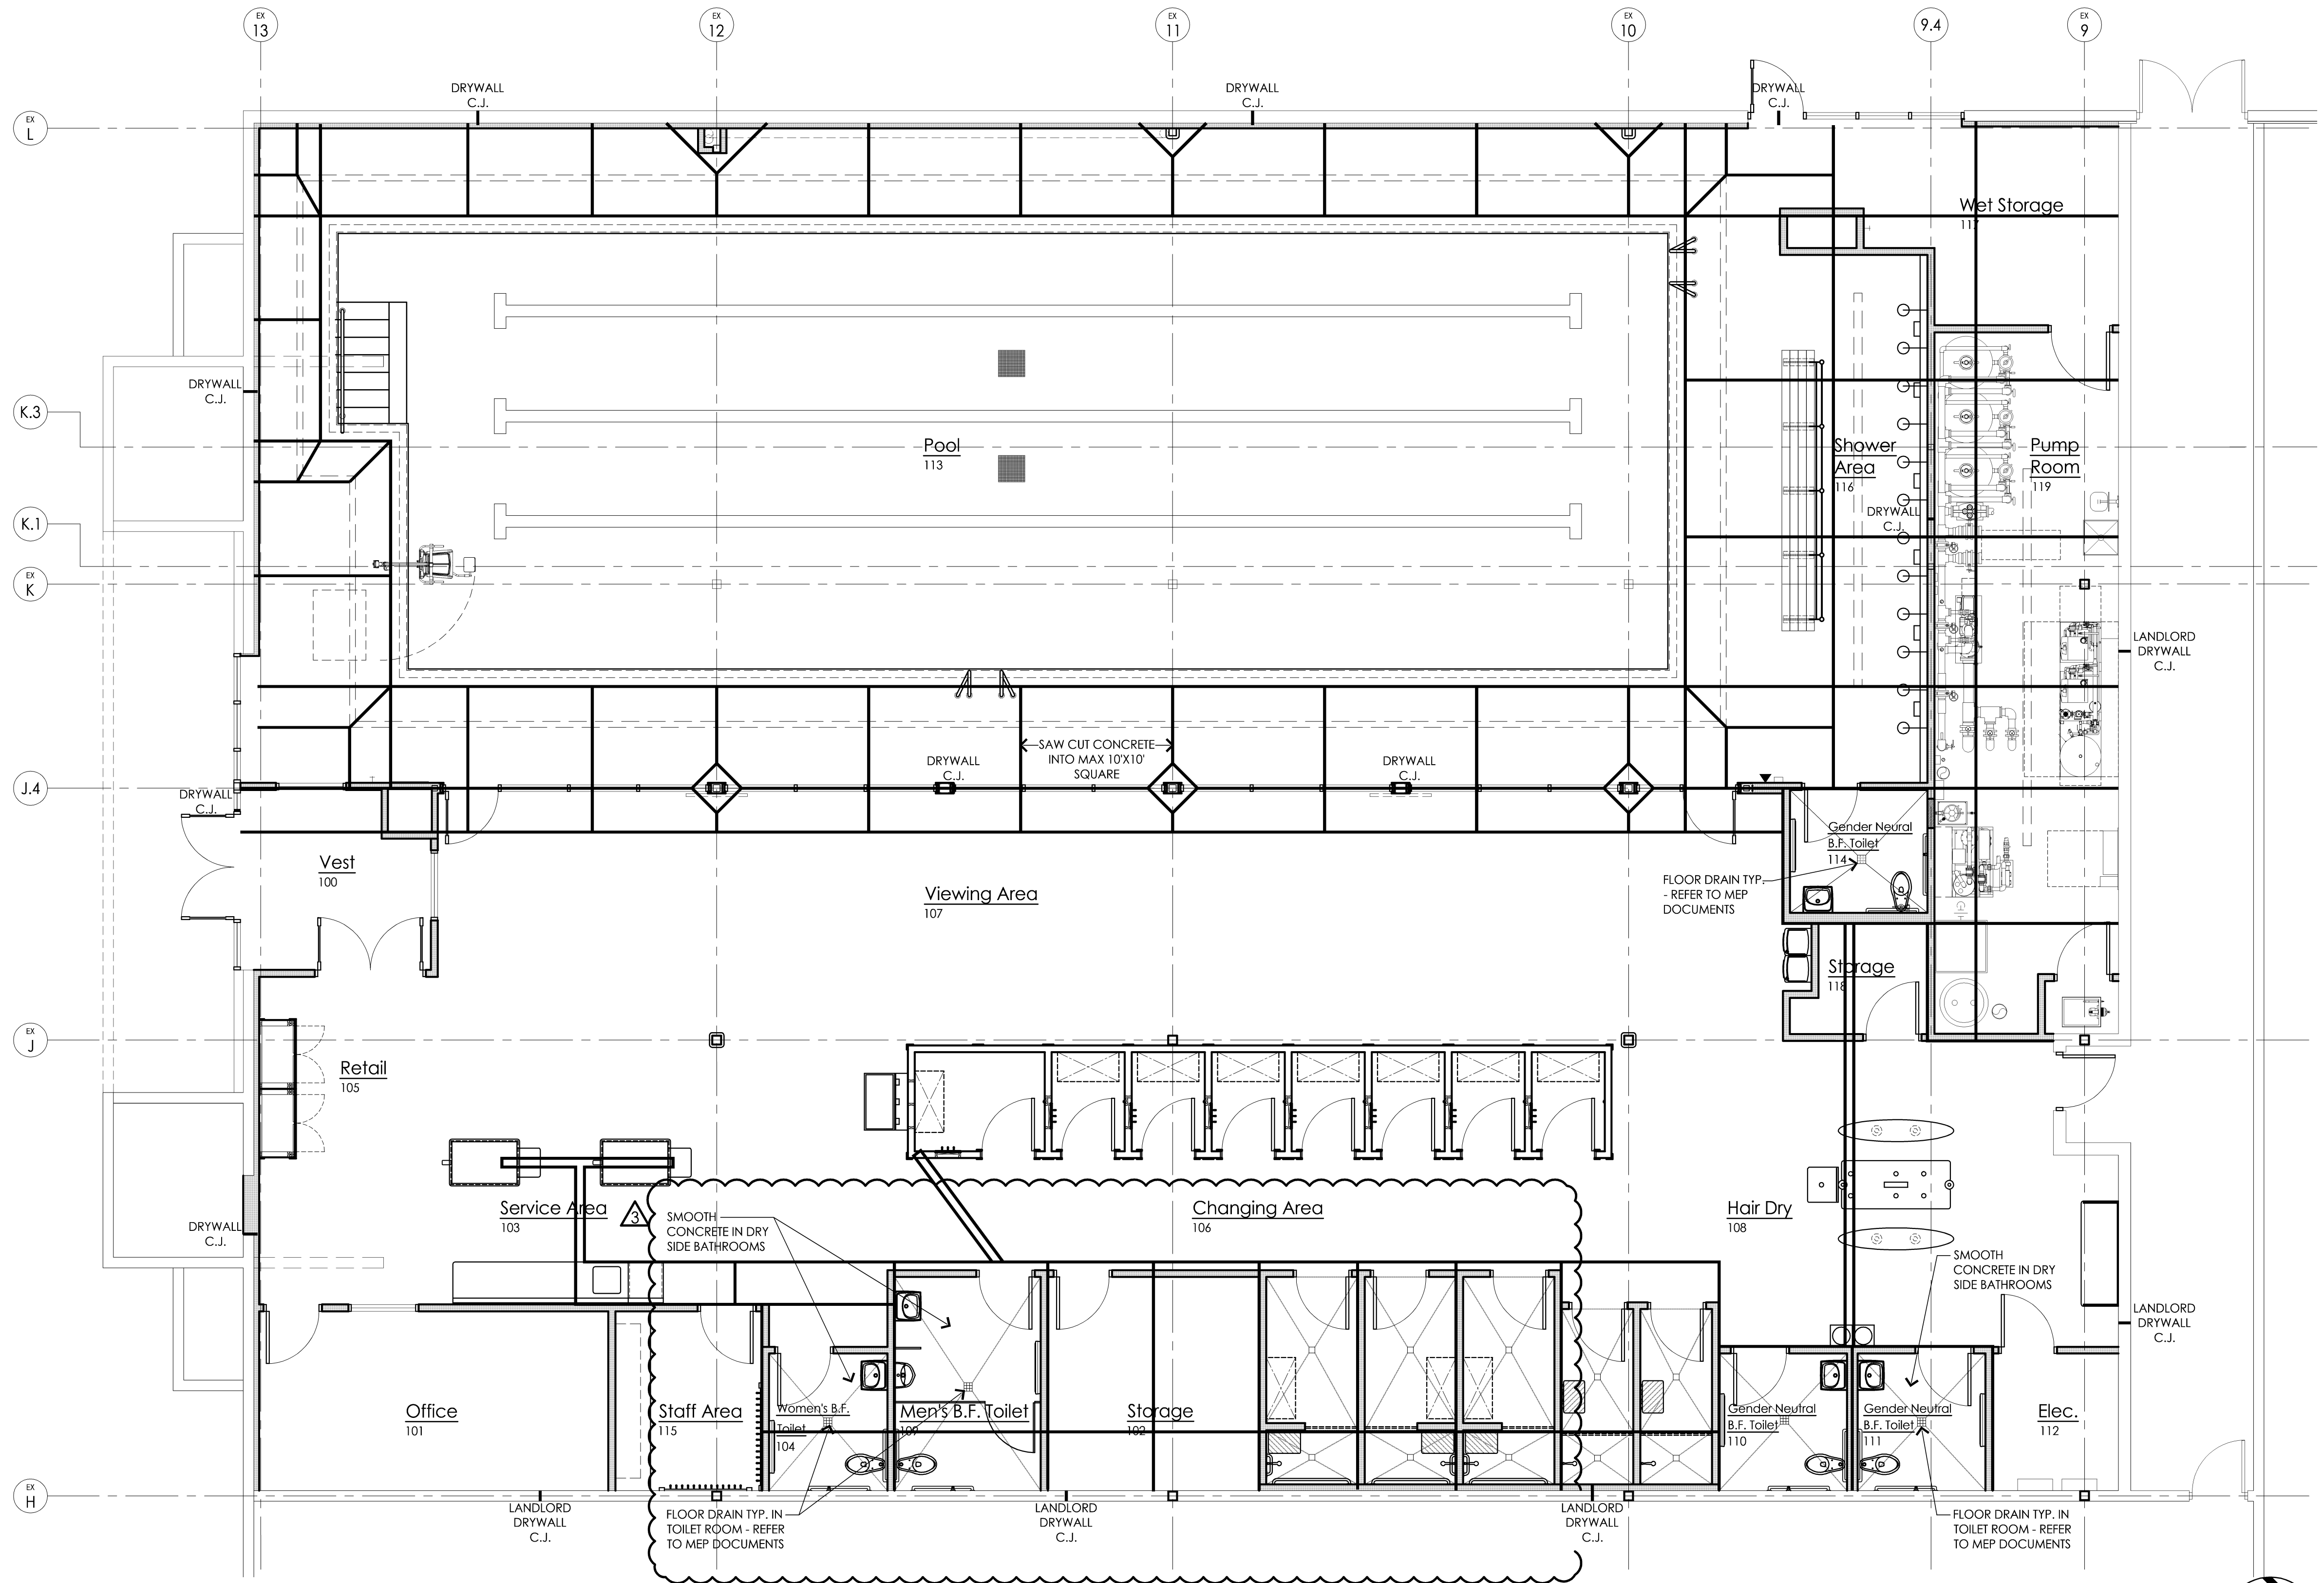 EX
13
EX
12
EX
11
EX
10
9.4
EX
9
DRYWALL
C.J.
DRYWALL
C.J.
DRYWALL
C.J.
EX
L
Wet Storage
117
DRYWALL
C.J.
K.3
Pool
113
Shower
Area
116
Pump
Room
119
K.1
DRYWALL
C.J.
EX
K
LANDLORD
DRYWALL
C.J.
SAW CUT CONCRETE
INTO MAX 10'X10'
SQUARE
DRYWALL
C.J.
DRYWALL
C.J.
J.4
DRYWALL
C.J.
Vest
100
Gender Neural
B.F. Toilet
114
FLOOR DRAIN TYP.
- REFER TO MEP
DOCUMENTS
Viewing Area
107
Storage
118
EX
J
Retail
105
Service Area
103
3
SMOOTH
CONCRETE IN DRY
SIDE BATHROOMS
Changing Area
106
Hair Dry
108
DRYWALL
C.J.
SMOOTH
CONCRETE IN DRY
SIDE BATHROOMS
LANDLORD
DRYWALL
C.J.
Office
101
Staff Area
115
Women's B.F.
Toilet
104
Men's B.F. Toilet
109
Storage
102
Gender Neutral
B.F. Toilet
110
Gender Neutral
B.F. Toilet
111
Elec.
112
EX
H
LANDLORD
DRYWALL
C.J.
FLOOR DRAIN TYP. IN
TOILET ROOM - REFER
TO MEP DOCUMENTS
LANDLORD
DRYWALL
C.J.
LANDLORD
DRYWALL
C.J.
FLOOR DRAIN TYP. IN
TOILET ROOM - REFER
TO MEP DOCUMENTS